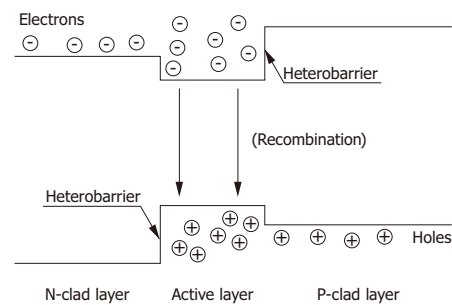 Electrons
Heterobarrier
(Recombination)
Heterobarrier
Holes
N-clad layer Active layer P-clad layer